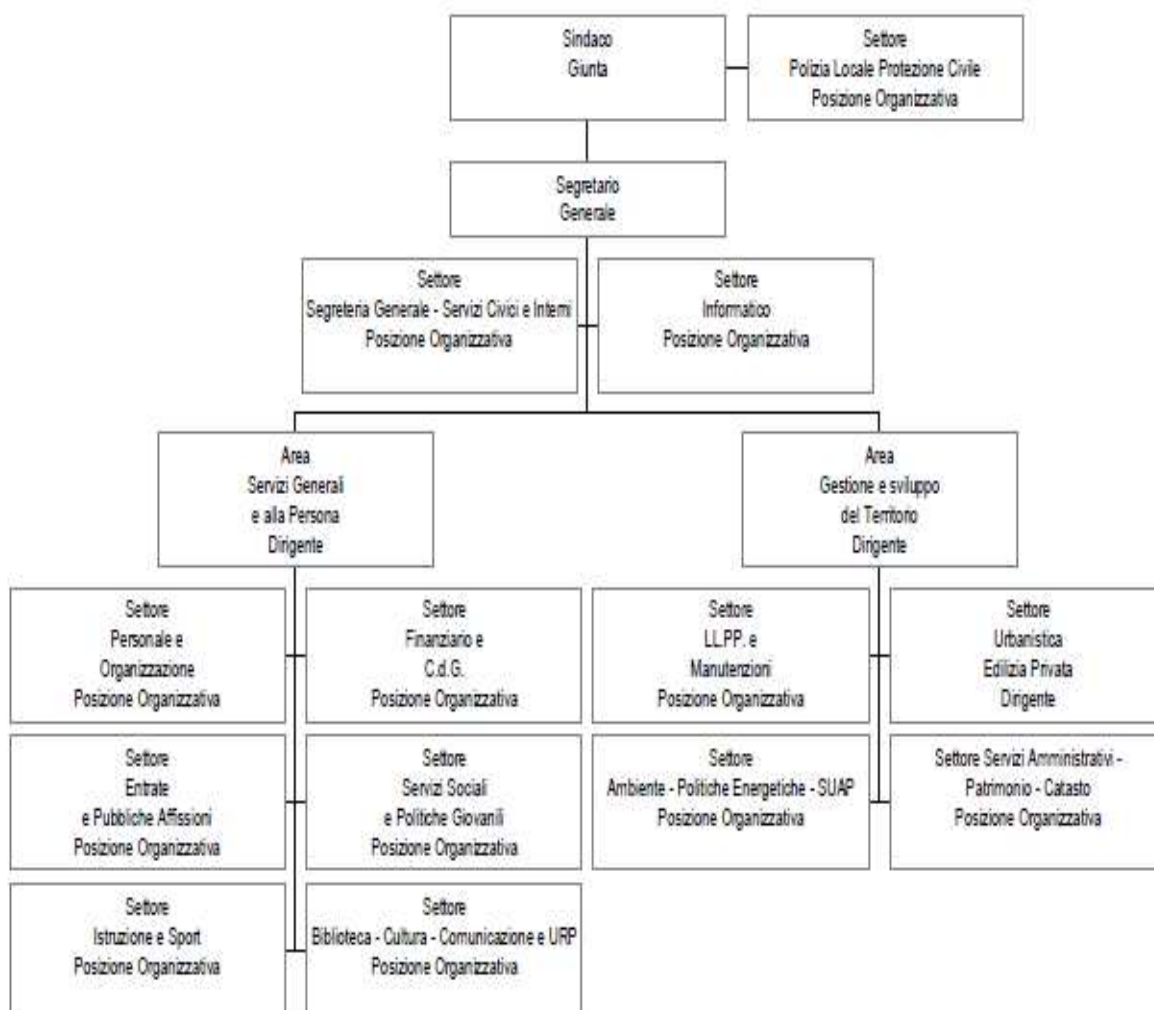 Sindaco
Giunta
Settore
Polizia Locale Protezione Civile
Posizione Organizzativa
Segretario
Generale
Settore
Segreteria Generale - Servizi Civici e Interni
Posizione Organizzativa
Settore
Informatico
Posizione Organizzativa
Area
Servizi Generali
e alla Persona
Dirigente
Area
Gestione e sviluppo
del Territorio
Dirigente
Settore
Personale e
Organizzazione
Posizione Organizzativa
Settore
Finanziario e
C.d.G.
Posizione Organizzativa
Settore
LL.PP. e
Manutenzioni
Posizione Organizzativa
Settore
Urbanistica
Edilizia Privata
Dirigente
Settore
Entrate
e Pubbliche Affissioni
Posizione Organizzativa
Settore
Servizi Sociali
e Politiche Giovanili
Posizione Organizzativa
Settore
Ambiente - Politiche Energetiche - SUAP
Posizione Organizzativa
Settore Servizi Amministrativi -
Patrimonio - Catasto
Posizione Organizzativa
Settore
Istruzione e Sport
Posizione Organizzativa
Settore
Biblioteca - Cultura - Comunicazione e URP
Posizione Organizzativa